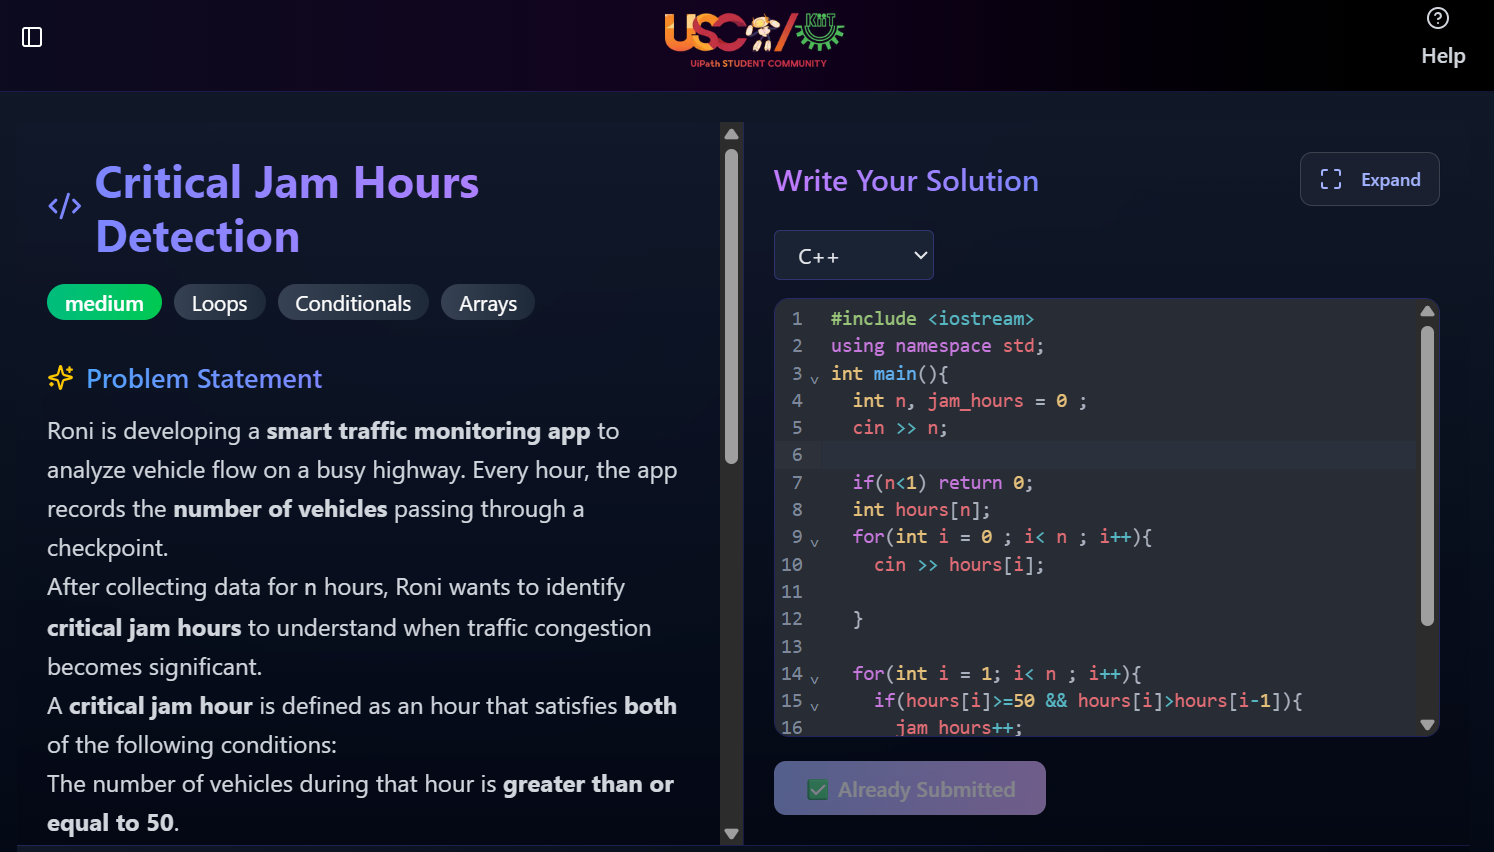 USC/KIIT
UiPath STUDENT COMMUNITY
Help
</> Critical Jam Hours
Detection
medium Loops Conditionals Arrays
Problem Statement
Roni is developing a smart traffic monitoring app to
analyze vehicle flow on a busy highway. Every hour, the app
records the number of vehicles passing through a
checkpoint.
After collecting data for n hours, Roni wants to identify
critical jam hours to understand when traffic congestion
becomes significant.
A critical jam hour is defined as an hour that satisfies both
of the following conditions:
The number of vehicles during that hour is greater than or
equal to 50.
Write Your Solution
Expand
C++
1 #include <iostream>
2 using namespace std;
3 int main(){
4 int n, jam_hours = 0 ;
5 cin >> n;
6
7 if(n<1) return 0;
8 int hours[n];
9 for(int i = 0 ; i< n ; i++){
10 cin >> hours[i];
11
12 }
13
14 for(int i = 1; i< n ; i++){
15 if(hours[i]>=50 && hours[i]>hours[i-1]){
16 jam_hours++;
Already Submitted